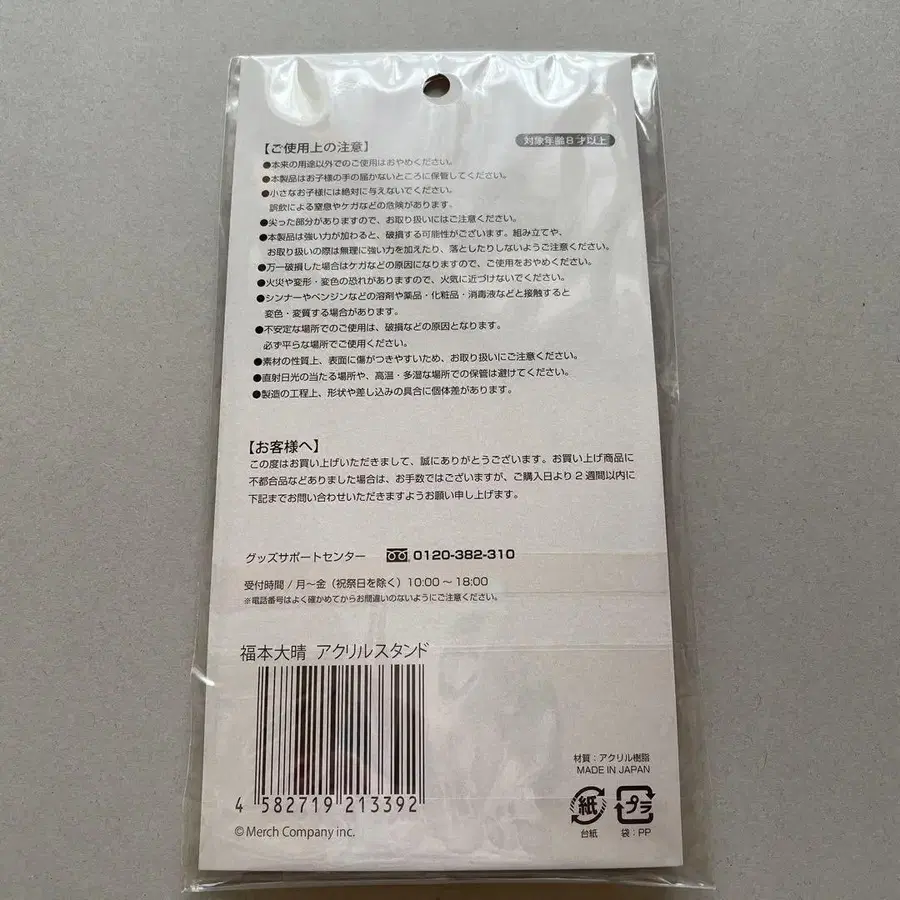 【ご使用上の注意】
対象年齢8才以上
●本来の用途以外でのご使用はおやめください。
●本製品はお子様の手の届かないところに保管してください。
●小さなお子様には絶対に与えないでください。
誤飲による窒息やケガなどの危険があります。
●尖った部分がありますので、お取り扱いにはご注意ください。
●本製品は強い力が加わると、破損する可能性がございます。組み立てや、
お取り扱いの際は無理に強い力を加えたり、落としたりしないようご注意ください。
●万一破損した場合はケガなどの原因になりますので、ご使用をおやめください。
●火災や変形・変色の恐れがありますので、火気に近づけないでください。
●シンナーやベンジンなどの溶剤や薬品・化粧品・消毒液などと接触すると
変色・変質する場合があります。
●不安定な場所でのご使用は、破損などの原因となります。
必ず平らな場所でご使用ください。
●素材の性質上、表面に傷がつきやすいため、お取り扱いにご注意ください。
●直射日光の当たる場所や、高温・多湿な場所での保管は避けてください。
●製造の工程上、形状や差し込みの具合に個体差があります。
【お客様へ】
この度はお買い上げいただきまして、誠にありがとうございます。お買い上げ商品に
不都合品などありました場合は、お手数ではございますが、ご購入日より2週間以内に
下記までお問い合わせいただきますようお願い申し上げます。
グッズサポートセンター 0120-382-310
受付時間/月〜金（祝祭日を除く）10:00〜18:00
※電話番号はよく確かめてからお間違いのないようにご注意ください。
福本大晴 アクリルスタンド
4 582719 213392
©Merch Company inc.
材質：アクリル樹脂
MADE IN JAPAN
紙 プラ
台紙 袋：PP